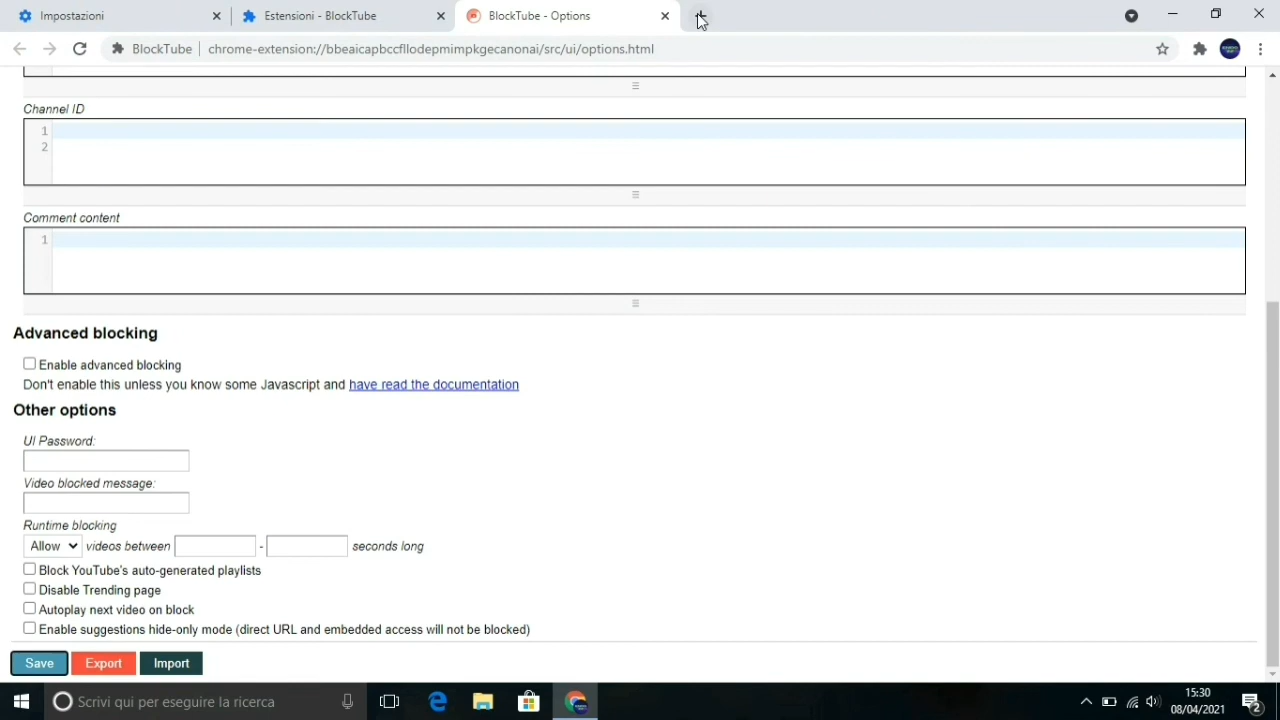 Impostazioni
Estensioni - BlockTube
BlockTube - Options
BlockTube
chrome-extension://bbeaicapbccfllodepmimpkgecanonai/src/ui/options.html
Channel ID
1
2
Comment content
1
Advanced blocking
Enable advanced blocking
Don't enable this unless you know some Javascript and have read the documentation
Other options
UI Password:
Video blocked message:
Runtime blocking
Allow videos between - seconds long
Block YouTube's auto-generated playlists
Disable Trending page
Autoplay next video on block
Enable suggestions hide-only mode (direct URL and embedded access will not be blocked)
Save Export Import
Scrivi qui per eseguire la ricerca
15:30
08/04/2021
2